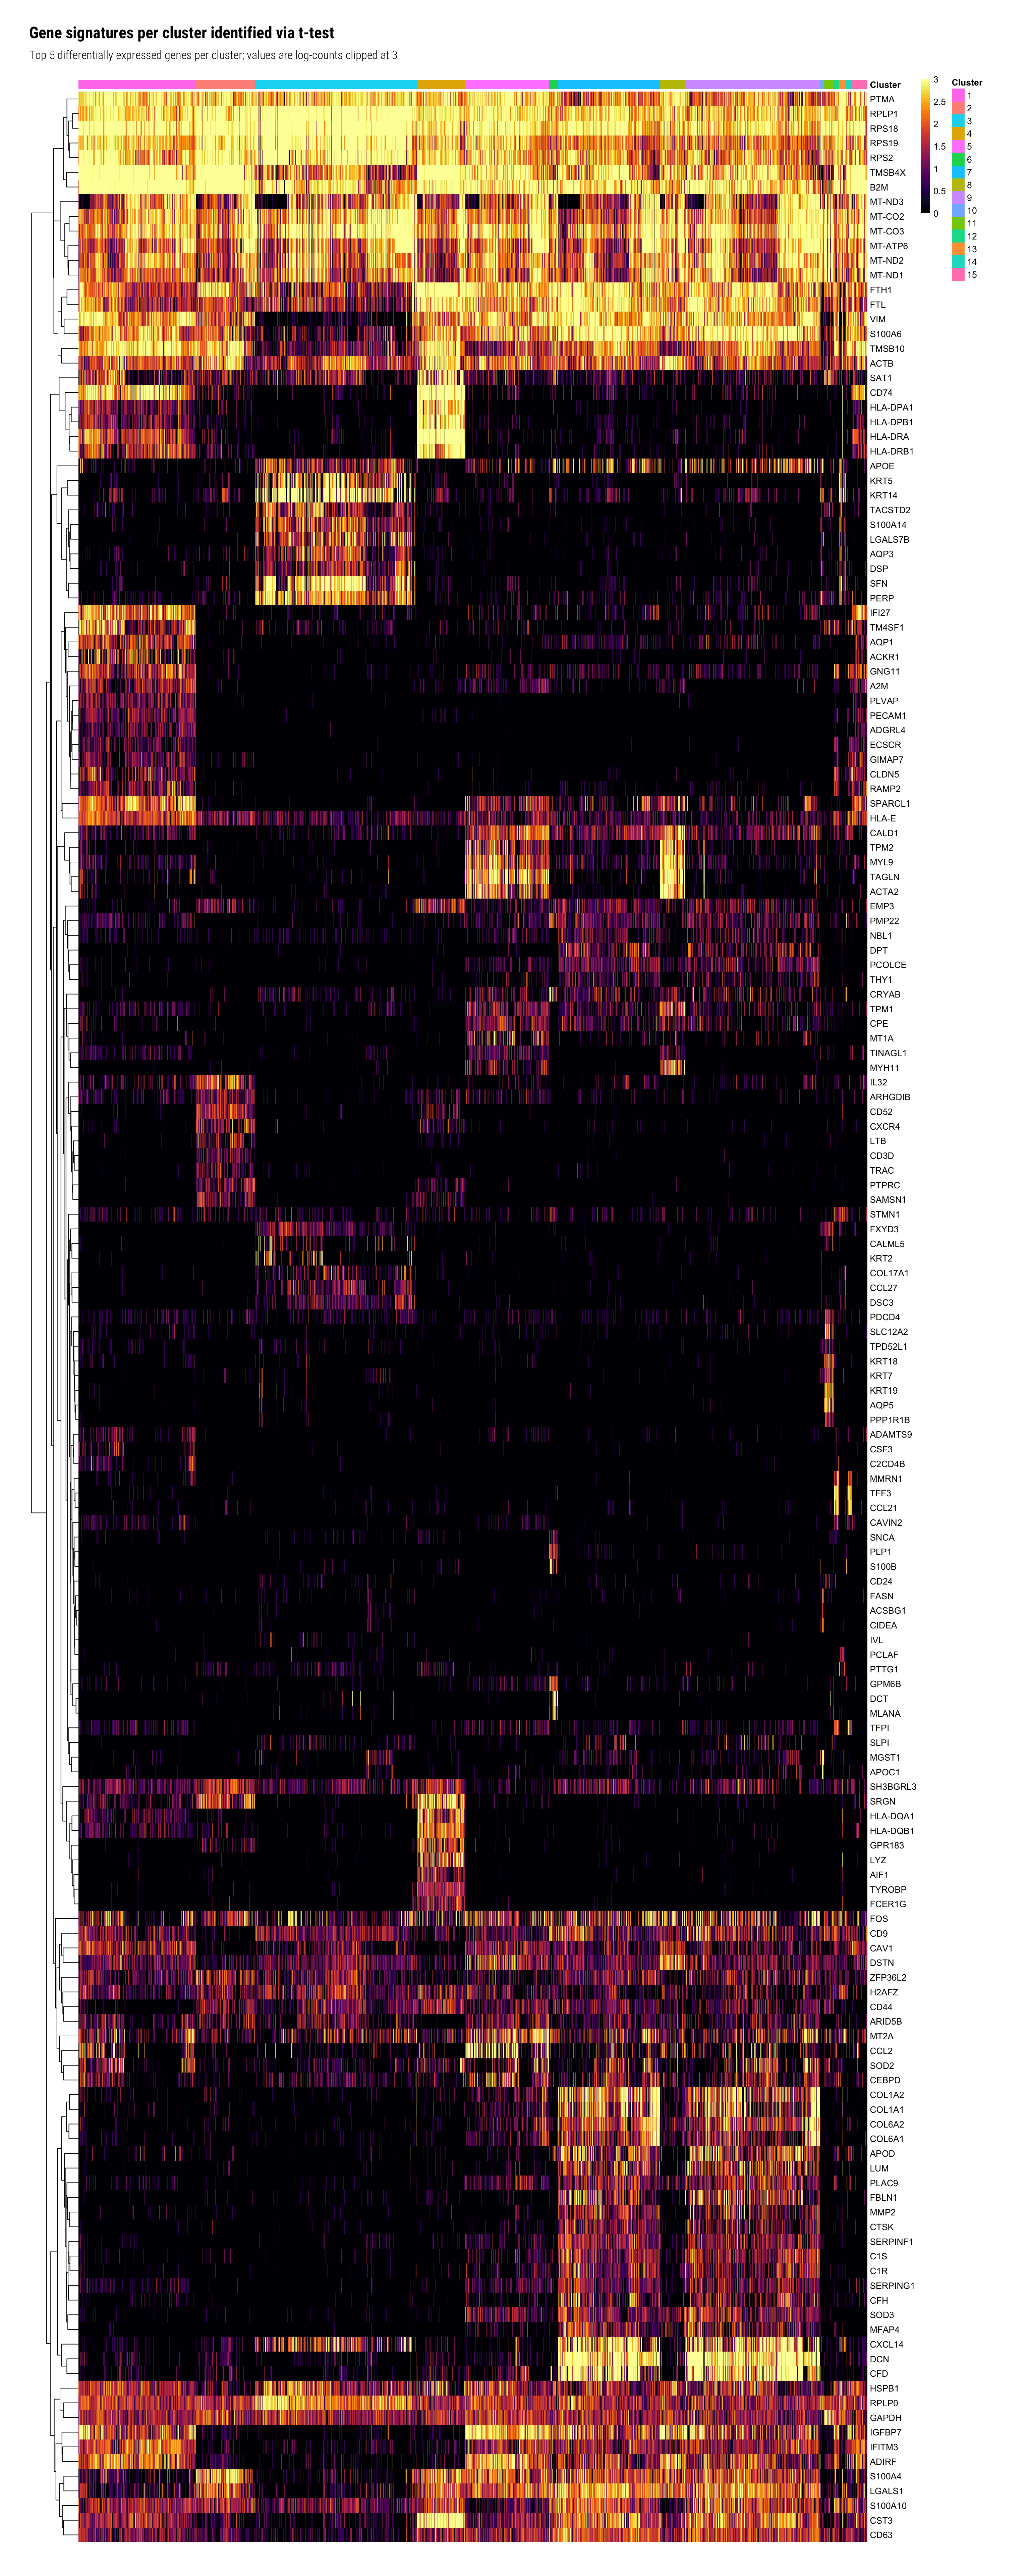 Gene signatures per cluster identified via t-test
Top 5 differentially expressed genes per cluster; values are log-counts clipped at 3
Cluster
3
2.5
2
1.5
1
0.5
0
Cluster
1
2
3
4
5
6
7
8
9
10
11
12
13
14
15
PTMA
RPLP1
RPS18
RPS19
RPS2
TMSB4X
B2M
MT-ND3
MT-CO2
MT-CO3
MT-ATP6
MT-ND2
MT-ND1
FTH1
FTL
VIM
S100A6
TMSB10
ACTB
SAT1
CD74
HLA-DPA1
HLA-DPB1
HLA-DRA
HLA-DRB1
APOE
KRT5
KRT14
TACSTD2
S100A14
LGALS7B
AQP3
DSP
SFN
PERP
IFI27
TM4SF1
AQP1
ACKR1
GNG11
A2M
PLVAP
PECAM1
ADGRL4
ECSCR
GIMAP7
CLDN5
RAMP2
SPARCL1
HLA-E
CALD1
TPM2
MYL9
TAGLN
ACTA2
EMP3
PMP22
NBL1
DPT
PCOLCE
THY1
CRYAB
TPM1
CPE
MT1A
TINAGL1
MYH11
IL32
ARHGDIB
CD52
CXCR4
LTB
CD3D
TRAC
PTPRC
SAMSN1
STMN1
FXYD3
CALML5
KRT2
COL17A1
CCL27
DSC3
PDCD4
SLC12A2
TPD52L1
KRT18
KRT7
KRT19
AQP5
PPP1R1B
ADAMTS9
CSF3
C2CD4B
MMRN1
TFF3
CCL21
CAVIN2
SNCA
PLP1
S100B
CD24
FASN
ACSBG1
CIDEA
IVL
PCLAF
PTTG1
GPM6B
DCT
MLANA
TFPI
SLPI
MGST1
APOC1
SH3BGRL3
SRGN
HLA-DQA1
HLA-DQB1
GPR183
LYZ
AIF1
TYROBP
FCER1G
FOS
CD9
CAV1
DSTN
ZFP36L2
H2AFZ
CD44
ARID5B
MT2A
CCL2
SOD2
CEBPD
COL1A2
COL1A1
COL6A2
COL6A1
APOD
LUM
PLAC9
FBLN1
MMP2
CTSK
SERPINF1
C1S
C1R
SERPING1
CFH
SOD3
MFAP4
CXCL14
DCN
CFD
HSPB1
RPLP0
GAPDH
IGFBP7
IFITM3
ADIRF
S100A4
LGALS1
S100A10
CST3
CD63